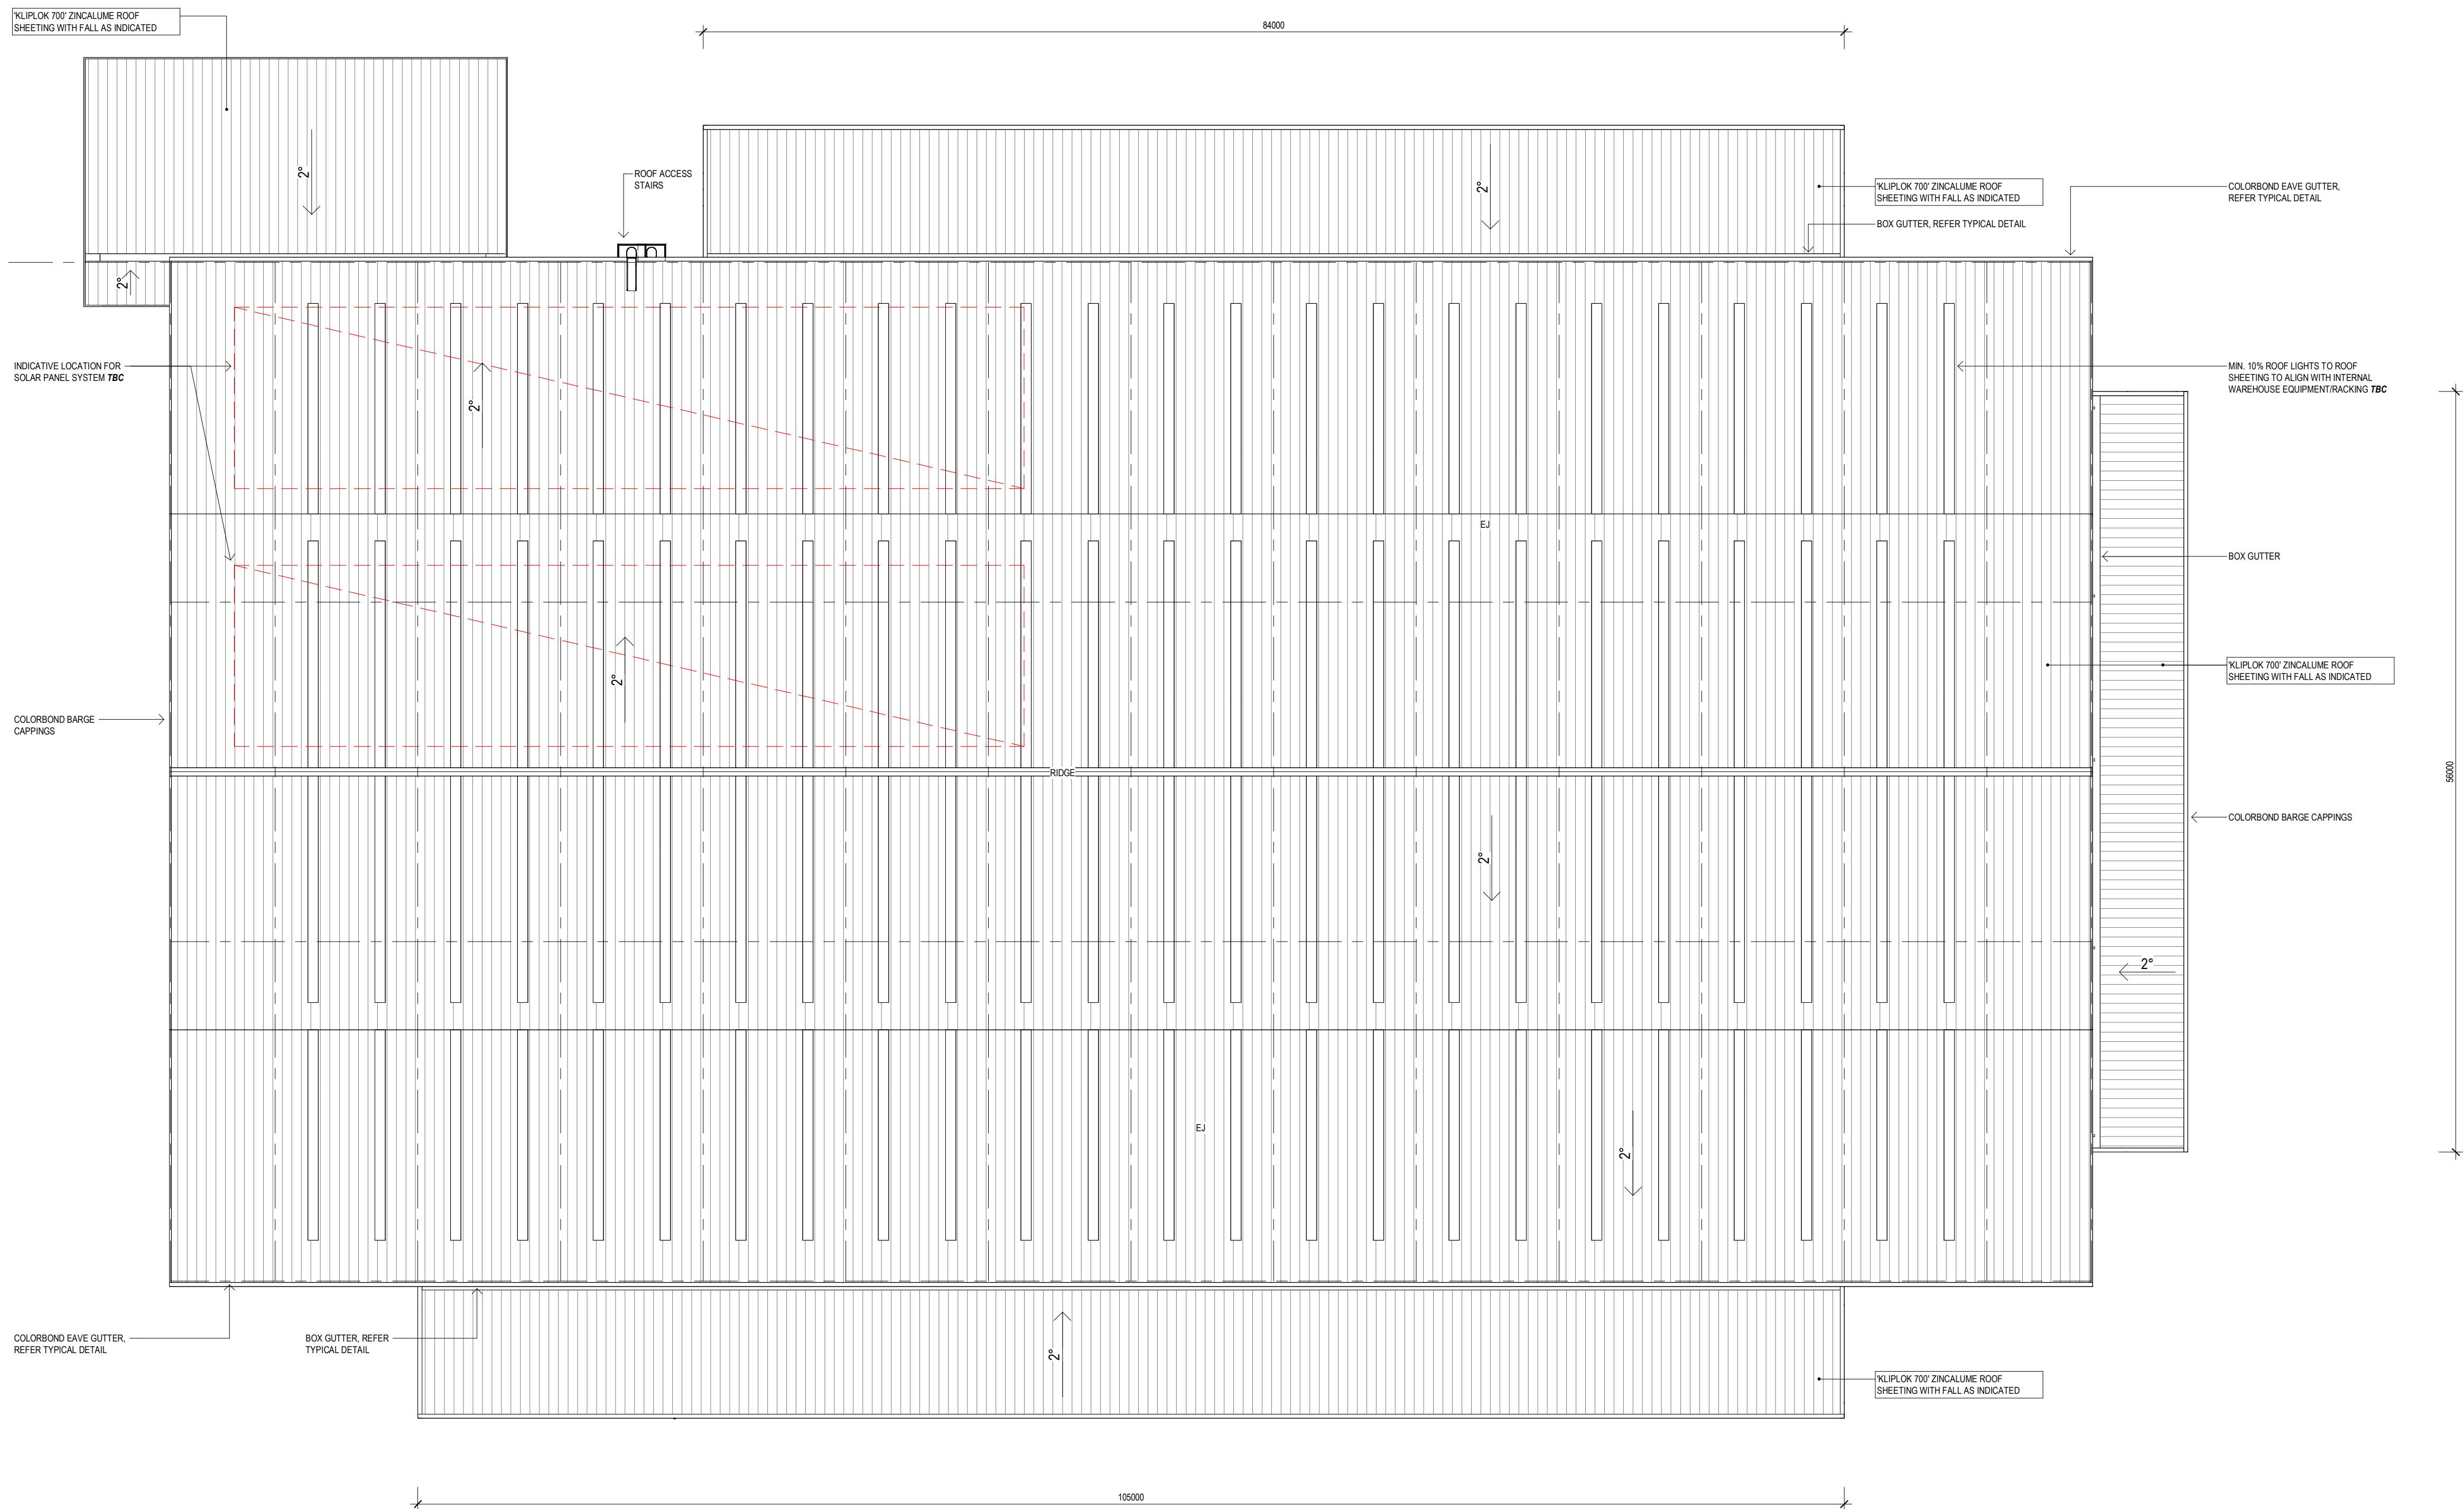 'KLIPLOK 700' ZINCALUME ROOF
SHEETING WITH FALL AS INDICATED
84000
2°
ROOF ACCESS
STAIRS
2°
'KLIPLOK 700' ZINCALUME ROOF
SHEETING WITH FALL AS INDICATED
COLORBOND EAVE GUTTER,
REFER TYPICAL DETAIL
BOX GUTTER, REFER TYPICAL DETAIL
2°
INDICATIVE LOCATION FOR
SOLAR PANEL SYSTEM TBC
MIN. 10% ROOF LIGHTS TO ROOF
SHEETING TO ALIGN WITH INTERNAL
WAREHOUSE EQUIPMENT/RACKING TBC
2°
EJ
BOX GUTTER
2°
'KLIPLOK 700' ZINCALUME ROOF
SHEETING WITH FALL AS INDICATED
COLORBOND BARGE
CAPPINGS
RIDGE
56000
COLORBOND BARGE CAPPINGS
2°
2°
EJ
2°
COLORBOND EAVE GUTTER,
REFER TYPICAL DETAIL
BOX GUTTER, REFER
TYPICAL DETAIL
2°
'KLIPLOK 700' ZINCALUME ROOF
SHEETING WITH FALL AS INDICATED
105000